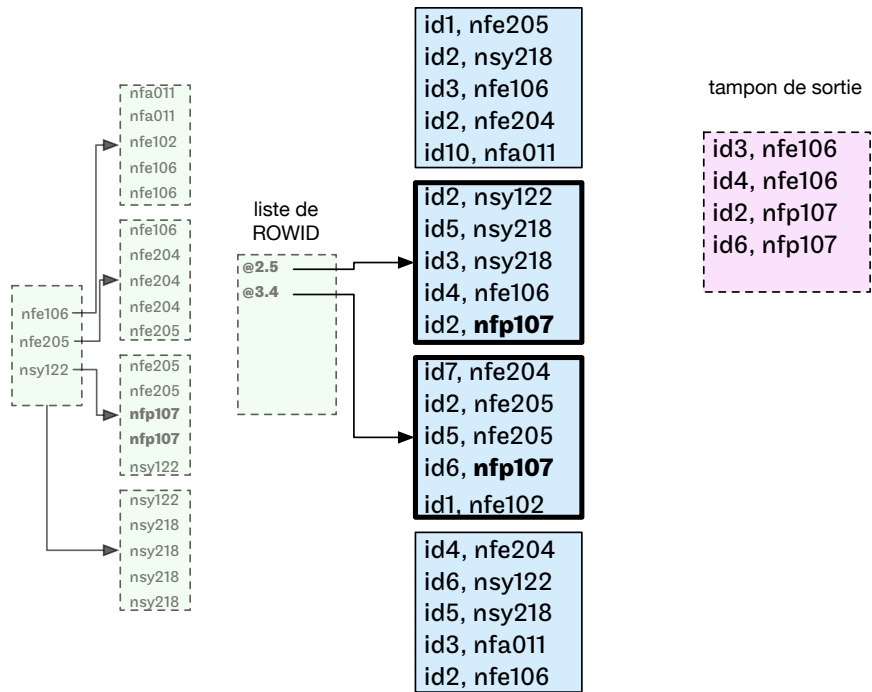 nfe106
nfe205
nsy122
nfa011
nfa011
nfe102
nfe106
nfe106
nfe106
nfe204
nfe204
nfe204
nfe205
nfe205
nfe205
nfp107
nfp107
nsy122
nsy122
nsy218
nsy218
nsy218
nsy218
liste de
ROWID
@2.5
@3.4
id1, nfe205
id2, nsy218
id3, nfe106
id2, nfe204
id10, nfa011
id2, nsy122
id5, nsy218
id3, nsy218
id4, nfe106
id2, nfp107
id7, nfe204
id2, nfe205
id5, nfe205
id6, nfp107
id1, nfe102
id4, nfe204
id6, nsy122
id5, nsy218
id3, nfa011
id2, nfe106
tampon de sortie
id3, nfe106
id4, nfe106
id2, nfp107
id6, nfp107